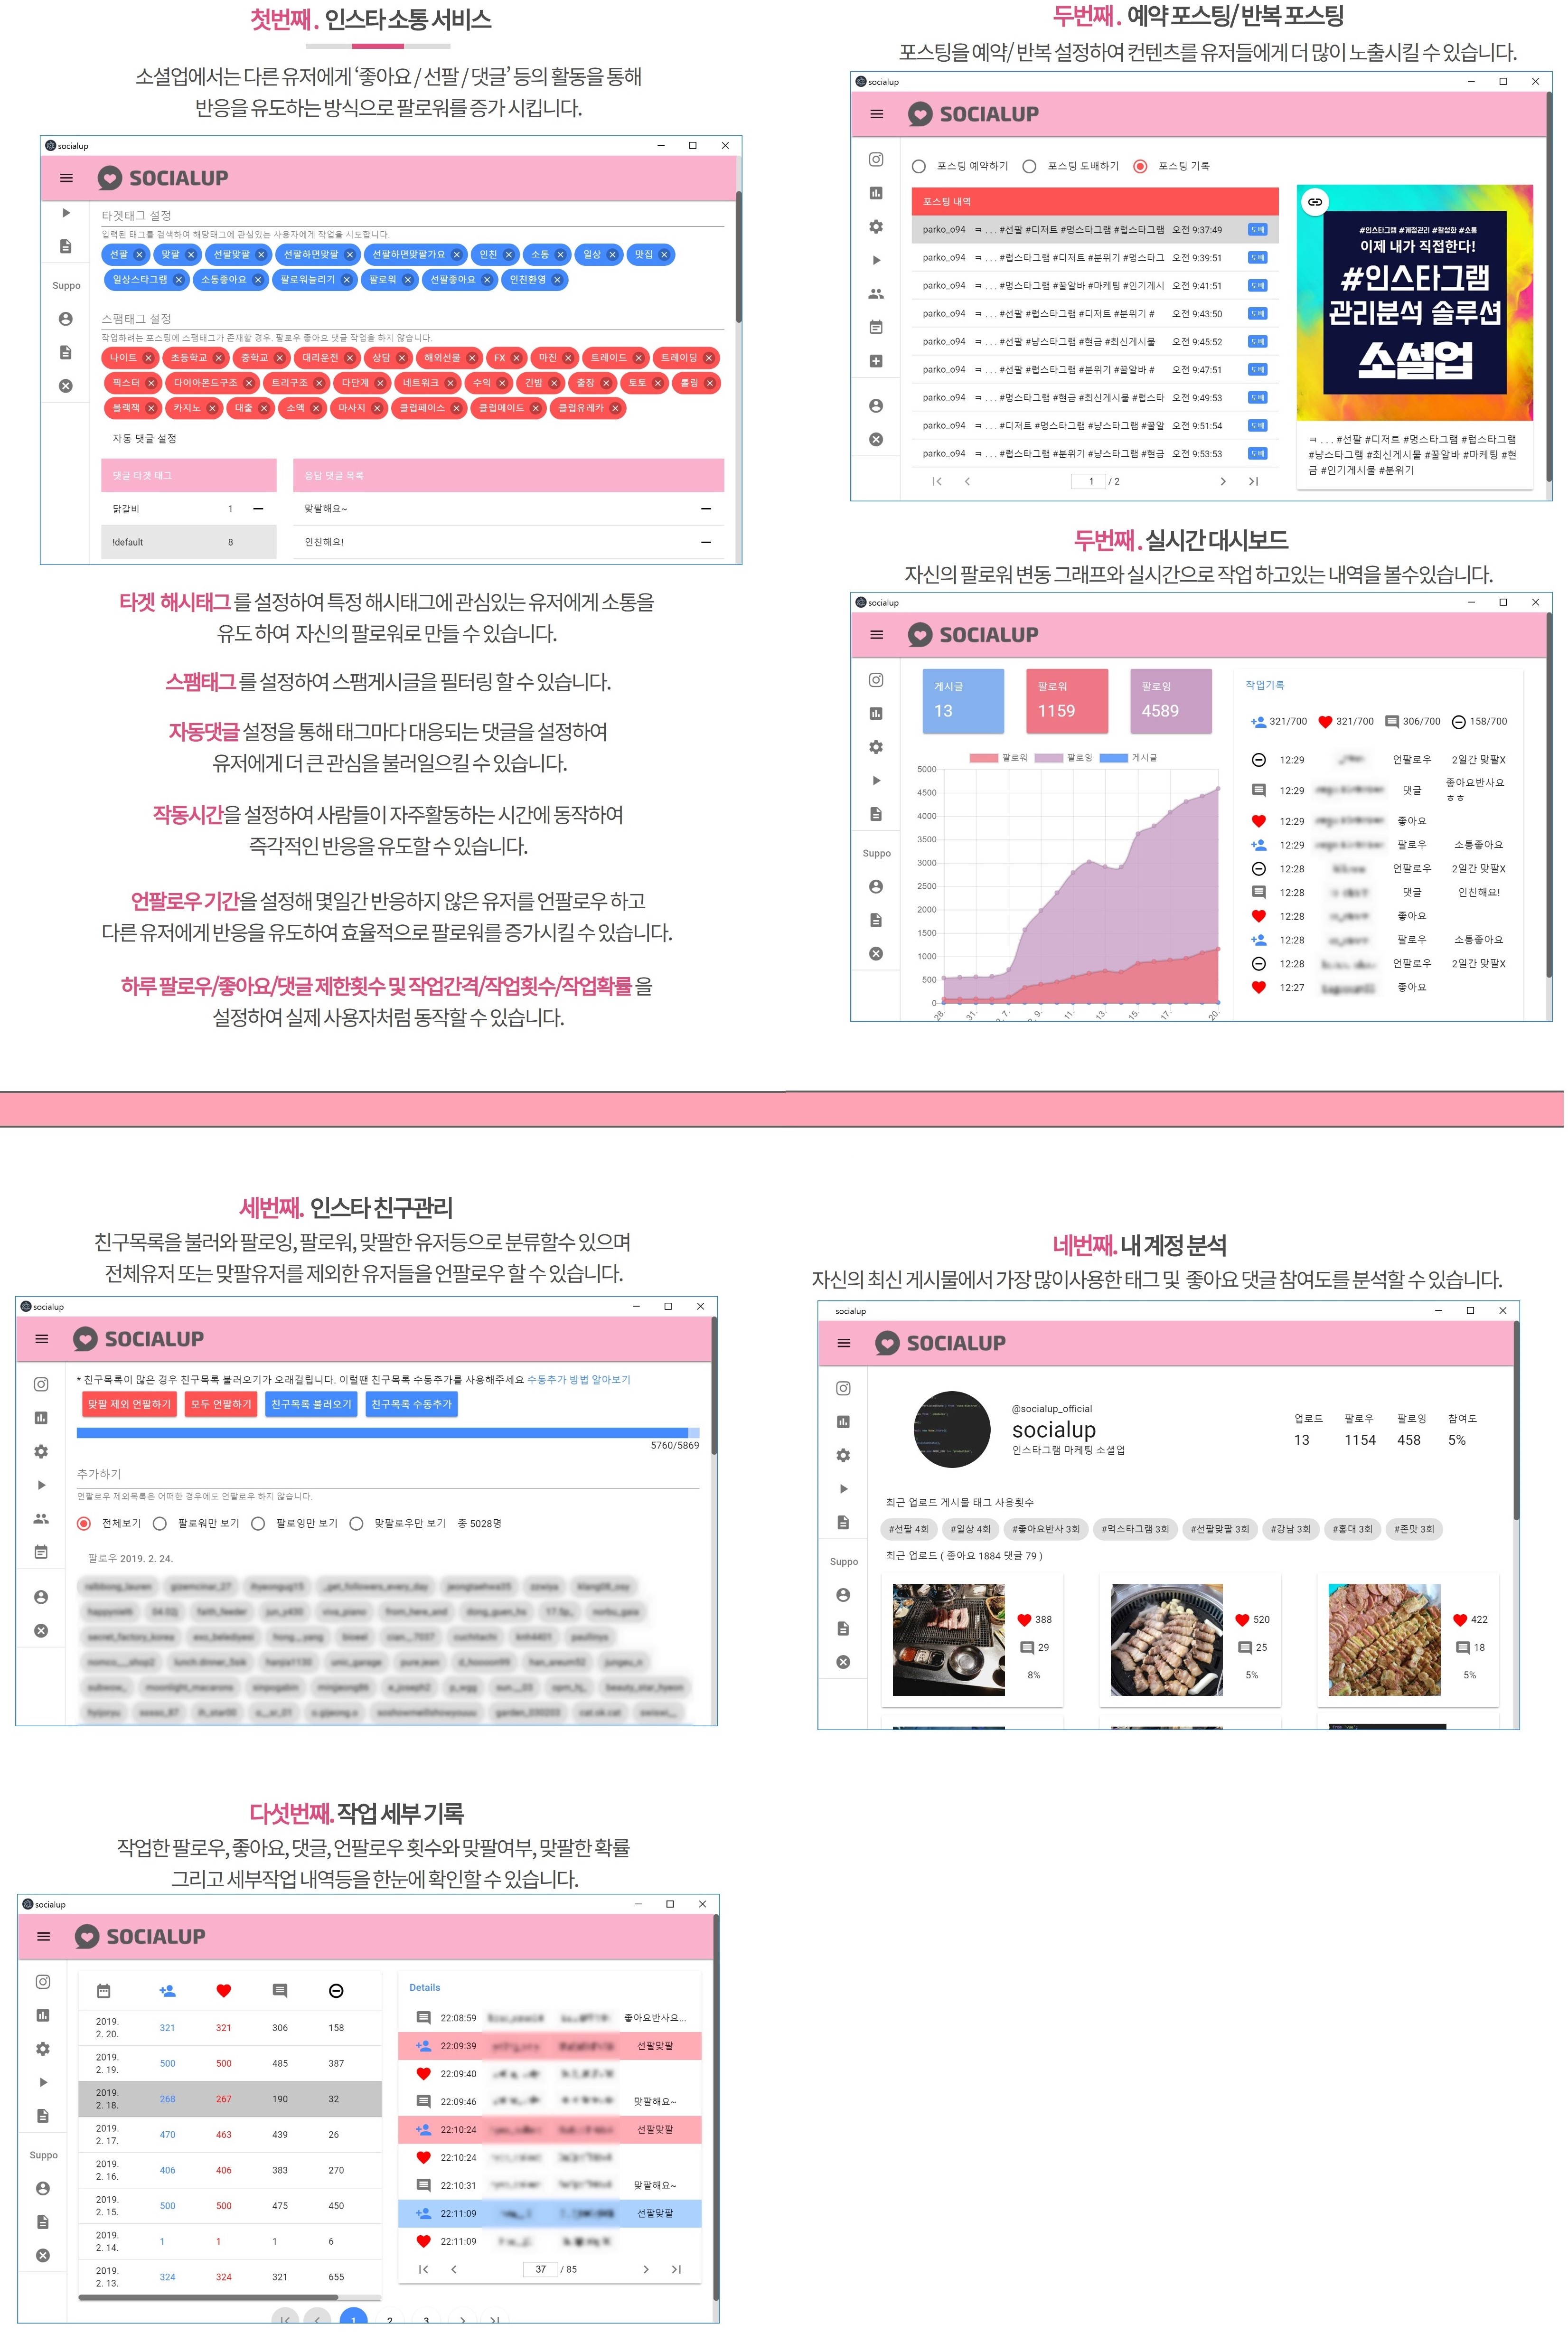 첫번째. 인스타 소통 서비스
소셜업에서는 다른 유저에게 ‘좋아요 / 선팔 / 댓글’ 등의 활동을 통해
반응을 유도하는 방식으로 팔로워를 증가 시킵니다.
socialup
SOCIALUP
타겟태그 설정
입력된 태그를 검색하여 해당태그에 관심있는 사용자에게 작업을 시도합니다.
선팔 맞팔 선팔맞팔 선팔하면맞팔 선팔하면맞팔가요 인친 소통 일상 맛집
일상스타그램 소통좋아요 팔로워늘리기 팔로워 선팔좋아요 인친환영
Suppo
스팸태그 설정
작업하려는 포스팅에 스팸태그가 존재할 경우, 팔로우 좋아요 댓글 작업을 하지 않습니다.
나이트 초등학교 중학교 대리운전 상담 해외선물 FX 마진 트레이드 트레이딩
픽스터 다이아몬드구조 트리구조 다단계 네트워크 수익 긴밤 출장 토토 롤링
블랙잭 카지노 대출 소액 마사지 클럽페이스 클럽메이드 클럽유레카
자동 댓글 설정
댓글 타겟 태그 응답 댓글 목록
닭갈비 1 맞팔해요~
!default 8 인친해요!
타겟 해시태그 를 설정하여 특정 해시태그에 관심있는 유저에게 소통을
유도 하여 자신의 팔로워로 만들 수 있습니다.
스팸태그 를 설정하여 스팸게시글을 필터링 할 수 있습니다.
자동댓글 설정을 통해 태그마다 대응되는 댓글을 설정하여
유저에게 더 큰 관심을 불러일으킬 수 있습니다.
작동시간을 설정하여 사람들이 자주활동하는 시간에 동작하여
즉각적인 반응을 유도할 수 있습니다.
언팔로우 기간을 설정해 몇일간 반응하지 않은 유저를 언팔로우 하고
다른 유저에게 반응을 유도하여 효율적으로 팔로워를 증가시킬 수 있습니다.
하루 팔로우/좋아요/댓글 제한횟수 및 작업간격/작업횟수/작업확률 을
설정하여 실제 사용자처럼 동작할 수 있습니다.
두번째. 예약 포스팅/ 반복 포스팅
포스팅을 예약/ 반복 설정하여 컨텐츠를 유저들에게 더 많이 노출시킬 수 있습니다.
socialup
SOCIALUP
포스팅 예약하기 포스팅 도배하기 포스팅 기록
포스팅 내역
parko_o94 ㅋ . . . #선팔 #디저트 #멍스타그램 #럽스타그램 오전 9:37:49 도배
parko_o94 ㅋ . . . #럽스타그램 #디저트 #분위기 #멍스타그 오전 9:39:51 도배
parko_o94 ㅋ . . . #멍스타그램 #꿀알바 #마케팅 #인기게시 오전 9:41:51 도배
parko_o94 ㅋ . . . #선팔 #럽스타그램 #디저트 #분위기 # 오전 9:43:50 도배
parko_o94 ㅋ . . . #선팔 #냥스타그램 #현금 #최신게시물 오전 9:45:52 도배
parko_o94 ㅋ . . . #선팔 #럽스타그램 #분위기 #꿀알바 # 오전 9:47:51 도배
parko_o94 ㅋ . . . #멍스타그램 #현금 #최신게시물 #럽스타 오전 9:49:53 도배
parko_o94 ㅋ . . . #디저트 #멍스타그램 #냥스타그램 #꿀알 오전 9:51:54 도배
parko_o94 ㅋ . . . #럽스타그램 #분위기 #냥스타그램 #현금 오전 9:53:53 도배
1 / 2
#인스타그램 #계정관리 #활성화 #소통
이제 내가 직접한다!
#인스타그램
관리분석 솔루션
소셜업
ㅋ . . . #선팔 #디저트 #멍스타그램 #럽스타그램
#냥스타그램 #최신게시물 #꿀알바 #마케팅 #현
금 #인기게시물 #분위기
두번째. 실시간 대시보드
자신의 팔로워 변동 그래프와 실시간으로 작업 하고있는 내역을 볼수있습니다.
socialup
SOCIALUP
게시글 팔로워 팔로잉
13 1159 4589
팔로워 팔로잉 게시글
5000
4500
4000
3500
3000
2500
2000
1500
1000
500
0
28. 31. 2. 7. 2. 9. 11. 13. 15. 17. 20.
Suppo
작업기록
321/700 321/700 306/700 158/700
12:29 언팔로우 2일간 맞팔X
12:29 댓글 좋아요반사요
ㅎㅎ
12:29 좋아요
12:29 팔로우 소통좋아요
12:28 언팔로우 2일간 맞팔X
12:28 댓글 인친해요!
12:28 좋아요
12:28 팔로우 소통좋아요
12:28 언팔로우 2일간 맞팔X
12:27 좋아요
세번째. 인스타 친구관리
친구목록을 불러와 팔로잉, 팔로워, 맞팔한 유저등으로 분류할수 있으며
전체유저 또는 맞팔유저를 제외한 유저들을 언팔로우 할 수 있습니다.
socialup
SOCIALUP
* 친구목록이 많은 경우 친구목록 불러오기가 오래걸립니다. 이럴땐 친구목록 수동추가를 사용해주세요 수동추가 방법 알아보기
맞팔 제외 언팔하기 모두 언팔하기 친구목록 불러오기 친구목록 수동추가
5760/5869
추가하기
언팔로우 제외목록은 어떠한 경우에도 언팔로우 하지 않습니다.
전체보기 팔로워만 보기 팔로잉만 보기 맞팔로우만 보기 총 5028명
팔로우 2019. 2. 24.
네번째. 내 계정 분석
자신의 최신 게시물에서 가장 많이사용한 태그 및 좋아요 댓글 참여도를 분석할 수 있습니다.
socialup
SOCIALUP
@socialup_official
socialup
인스타그램 마케팅 소셜업
업로드 팔로우 팔로잉 참여도
13 1154 458 5%
최근 업로드 게시물 태그 사용횟수
#선팔 4회 #일상 4회 #좋아요반사 3회 #먹스타그램 3회 #선팔맞팔 3회 #강남 3회 #홍대 3회 #존맛 3회
최근 업로드 ( 좋아요 1884 댓글 79 )
Suppo
388 520 422
29 25 18
8% 5% 5%
다섯번째. 작업 세부 기록
작업한 팔로우, 좋아요, 댓글, 언팔로우 횟수와 맞팔여부, 맞팔한 확률
그리고 세부작업 내역등을 한눈에 확인할 수 있습니다.
socialup
SOCIALUP
2019. 2. 20. 321 321 306 158
2019. 2. 19. 500 500 485 387
2019. 2. 18. 268 267 190 32
2019. 2. 17. 470 463 439 26
2019. 2. 16. 406 406 383 270
2019. 2. 15. 500 500 475 450
2019. 2. 14. 1 1 1 6
2019. 2. 13. 324 324 321 655
1 2 3
Suppo
Details
22:08:59 좋아요반사요...
22:09:39 선팔맞팔
22:09:40
22:09:46 맞팔해요~
22:10:24 선팔맞팔
22:10:24
22:10:31 맞팔해요~
22:11:09 선팔맞팔
22:11:09
37 / 85